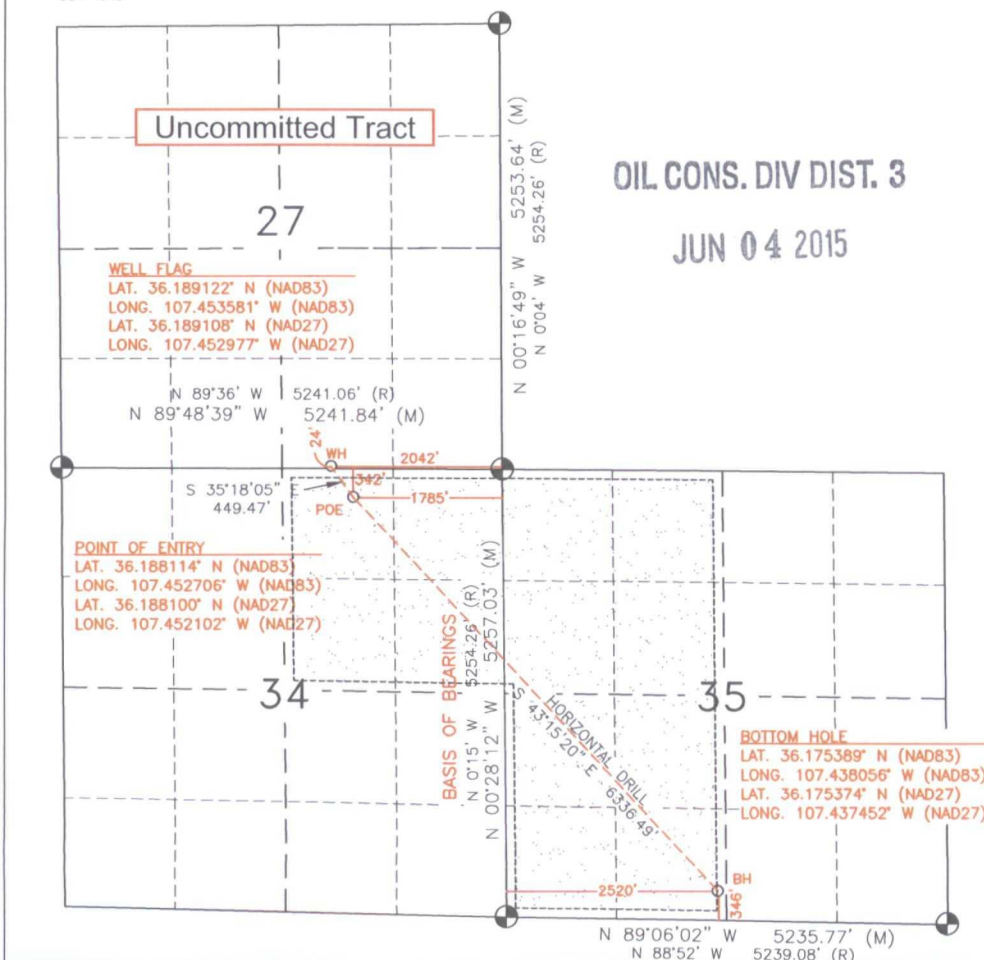 Uncommitted Tract
27
N 00°16'49" W 5253.64' (M)
N 0°04' W 5254.26' (R)
OIL CONS. DIV DIST. 3
JUN 04 2015
WELL FLAG
LAT. 36.189122° N (NAD83)
LONG. 107.453581° W (NAD83)
LAT. 36.189108° N (NAD27)
LONG. 107.452977° W (NAD27)
N 89°36' W 5241.06' (R)
N 89°48'39" W 5241.84' (M)
24'
WH
2042'
S 35°18'05" E
449.47'
342'
1785'
POE
POINT OF ENTRY
LAT. 36.188114° N (NAD83)
LONG. 107.452706° W (NAD83)
LAT. 36.188100° N (NAD27)
LONG. 107.452102° W (NAD27)
BASIS OF BEARINGS
N 0°15' W 5254.26' (R)
N 00°28'12" W 5257.03' (M)
34
35
HORIZONTAL DRILL
S 43°15'20" E - 6336.49'
BOTTOM HOLE
LAT. 36.175389° N (NAD83)
LONG. 107.438056° W (NAD83)
LAT. 36.175374° N (NAD27)
LONG. 107.437452° W (NAD27)
2520'
BH
346'
N 89°06'02" W 5235.77' (M)
N 88°52' W 5239.08' (R)